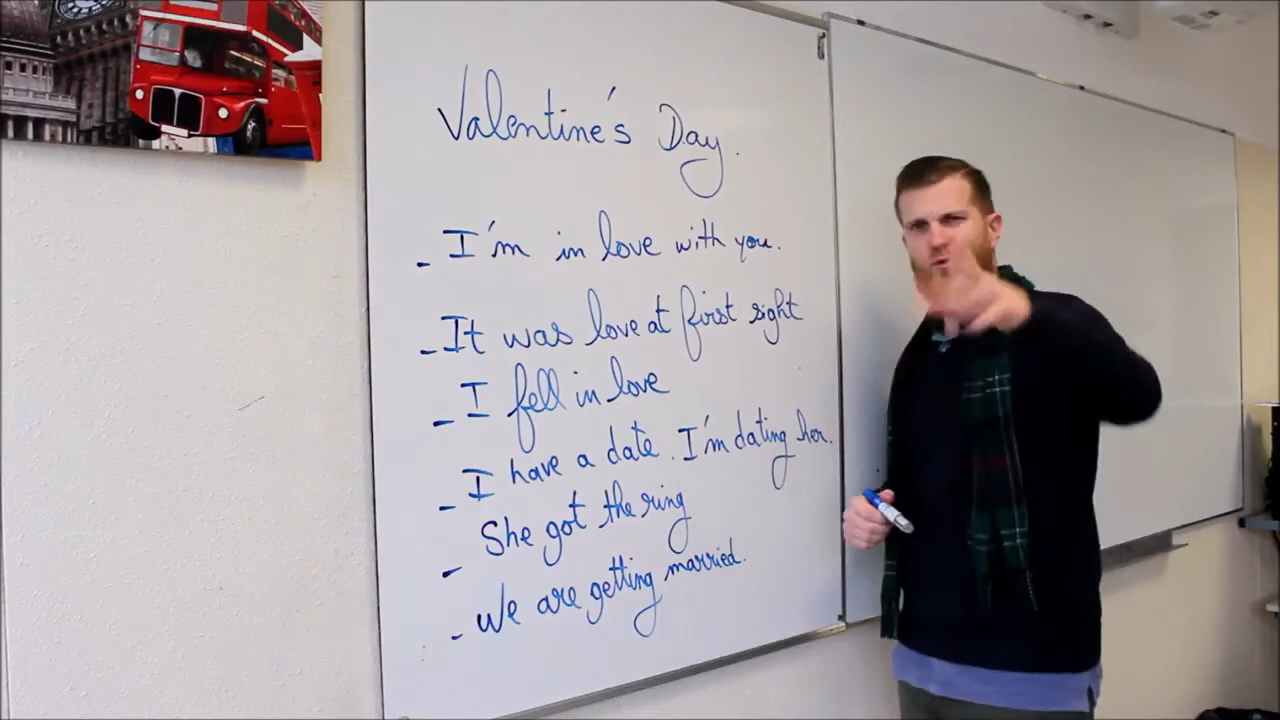 Valentine's Day.
- I'm in love with you.
- It was love at first sight
- I fell in love
- I have a date. I'm dating her.
- She got the ring
- We are getting married.